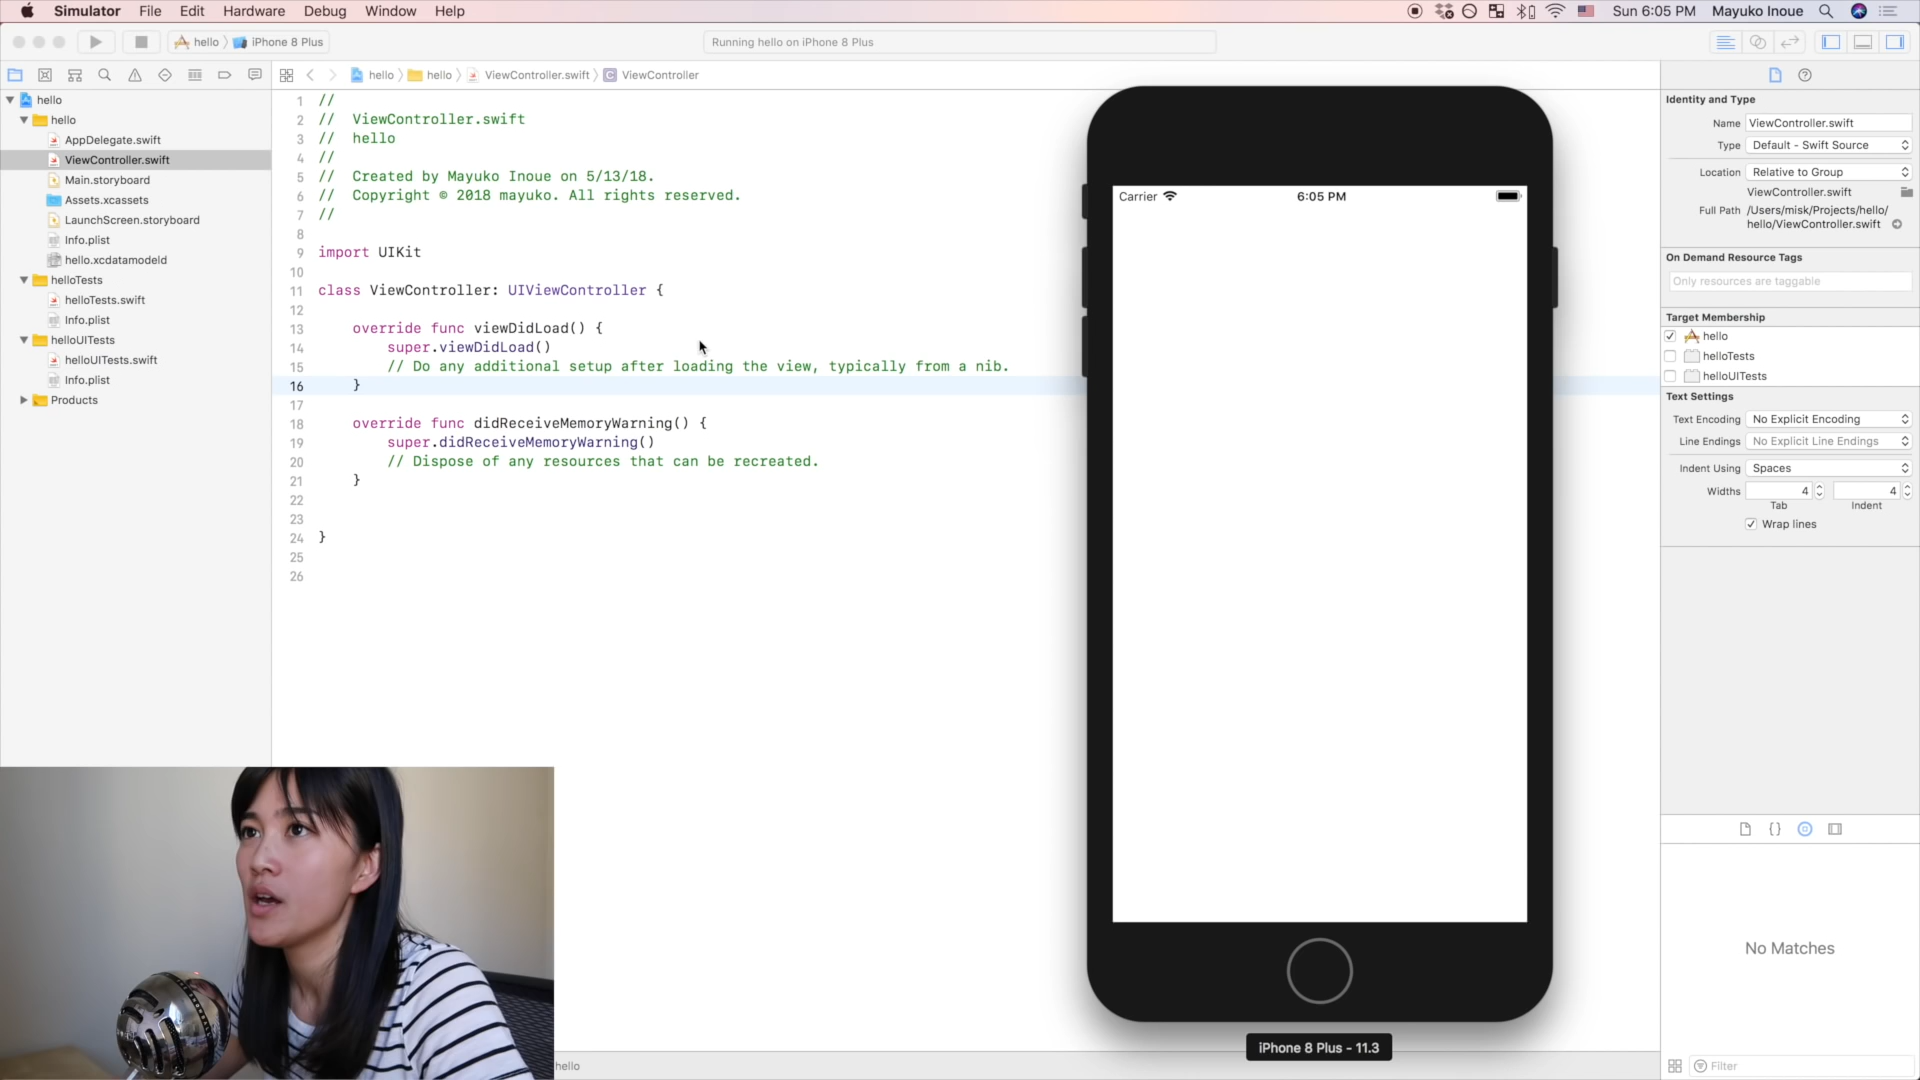 Simulator File Edit Hardware Debug Window Help
Sun 6:05 PM Mayuko Inoue
hello iPhone 8 Plus
Running hello on iPhone 8 Plus
hello hello ViewController.swift C ViewController
hello
hello
AppDelegate.swift
ViewController.swift
Main.storyboard
Assets.xcassets
LaunchScreen.storyboard
Info.plist
hello.xcdatamodeld
helloTests
helloTests.swift
Info.plist
helloUITests
helloUITests.swift
Info.plist
Products
1 //
2 // ViewController.swift
3 // hello
4 //
5 // Created by Mayuko Inoue on 5/13/18.
6 // Copyright © 2018 mayuko. All rights reserved.
7 //
8
9 import UIKit
10
11 class ViewController: UIViewController {
12
13 override func viewDidLoad() {
14 super.viewDidLoad()
15 // Do any additional setup after loading the view, typically from a nib.
16 }
17
18 override func didReceiveMemoryWarning() {
19 super.didReceiveMemoryWarning()
20 // Dispose of any resources that can be recreated.
21 }
22
23
24 }
25
26
Carrier 6:05 PM
iPhone 8 Plus - 11.3
hello
Identity and Type
Name ViewController.swift
Type Default - Swift Source
Location Relative to Group
ViewController.swift
Full Path /Users/misk/Projects/hello/
hello/ViewController.swift
On Demand Resource Tags
Only resources are taggable
Target Membership
hello
helloTests
helloUITests
Text Settings
Text Encoding No Explicit Encoding
Line Endings No Explicit Line Endings
Indent Using Spaces
Widths 4 4
Tab Indent
Wrap lines
{ }
No Matches
Filter